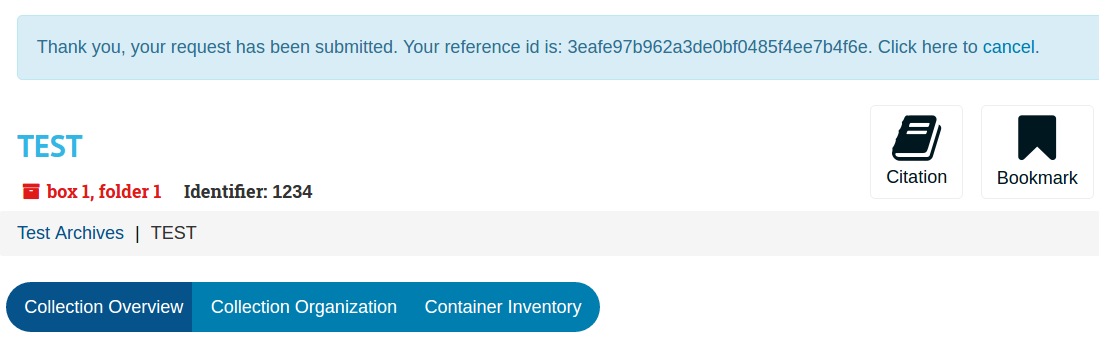 Thank you, your request has been submitted. Your reference id is: 3eafe97b962a3de0bf0485f4ee7b4f6e. Click here to cancel.
TEST
Citation
Bookmark
box 1, folder 1 Identifier: 1234
Test Archives | TEST
Collection Overview Collection Organization Container Inventory